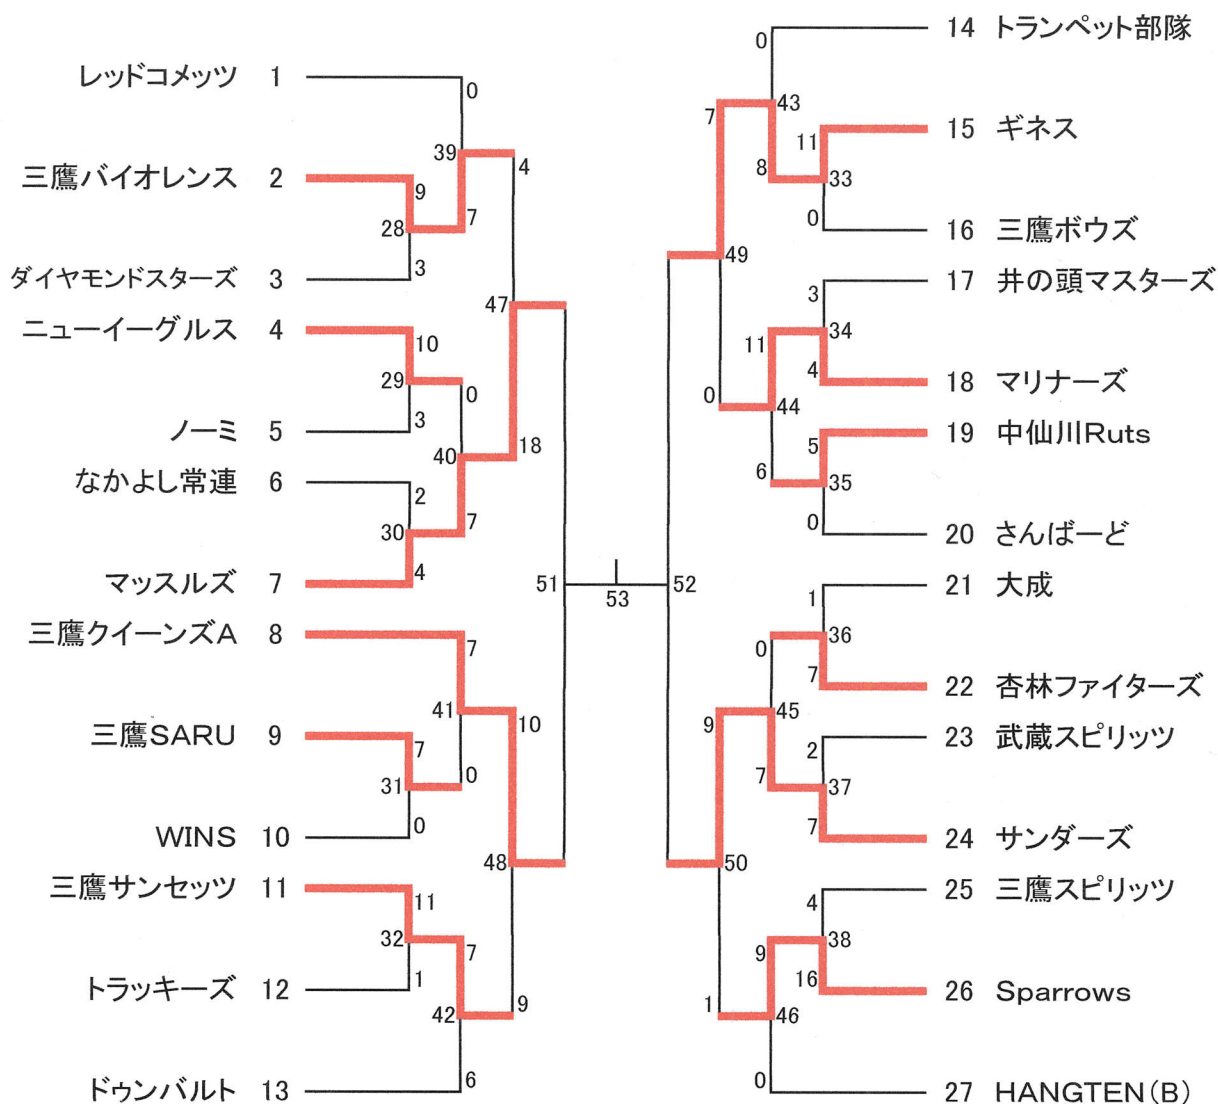 レッドコメッツ 1
0
39
4
三鷹バイオレンス 2
9
28
7
3
ダイヤモンドスターズ 3
47
ニューイーグルス 4
10
29
0
3
ノーミ 5
40
18
なかよし常連 6
2
30
7
4
マッスルズ 7
51
53
52
三鷹クイーンズA 8
7
41
10
三鷹SARU 9
7
31
0
0
WINS 10
48
三鷹サンセッツ 11
11
32
7
1
トラッキーズ 12
42
9
6
ドゥンバルト 13
0
14 トランペット部隊
7
43
11
15 ギネス
8
33
0
16 三鷹ボウズ
49
3
17 井の頭マスターズ
11
34
4
18 マリナーズ
0
44
5
19 中仙川Ruts
6
35
0
20 さんばーど
1
21 大成
0
36
7
22 杏林ファイターズ
9
45
2
23 武蔵スピリッツ
7
37
7
24 サンダーズ
50
4
25 三鷹スピリッツ
9
38
16
26 Sparrows
1
46
0
27 HANGTEN(B)